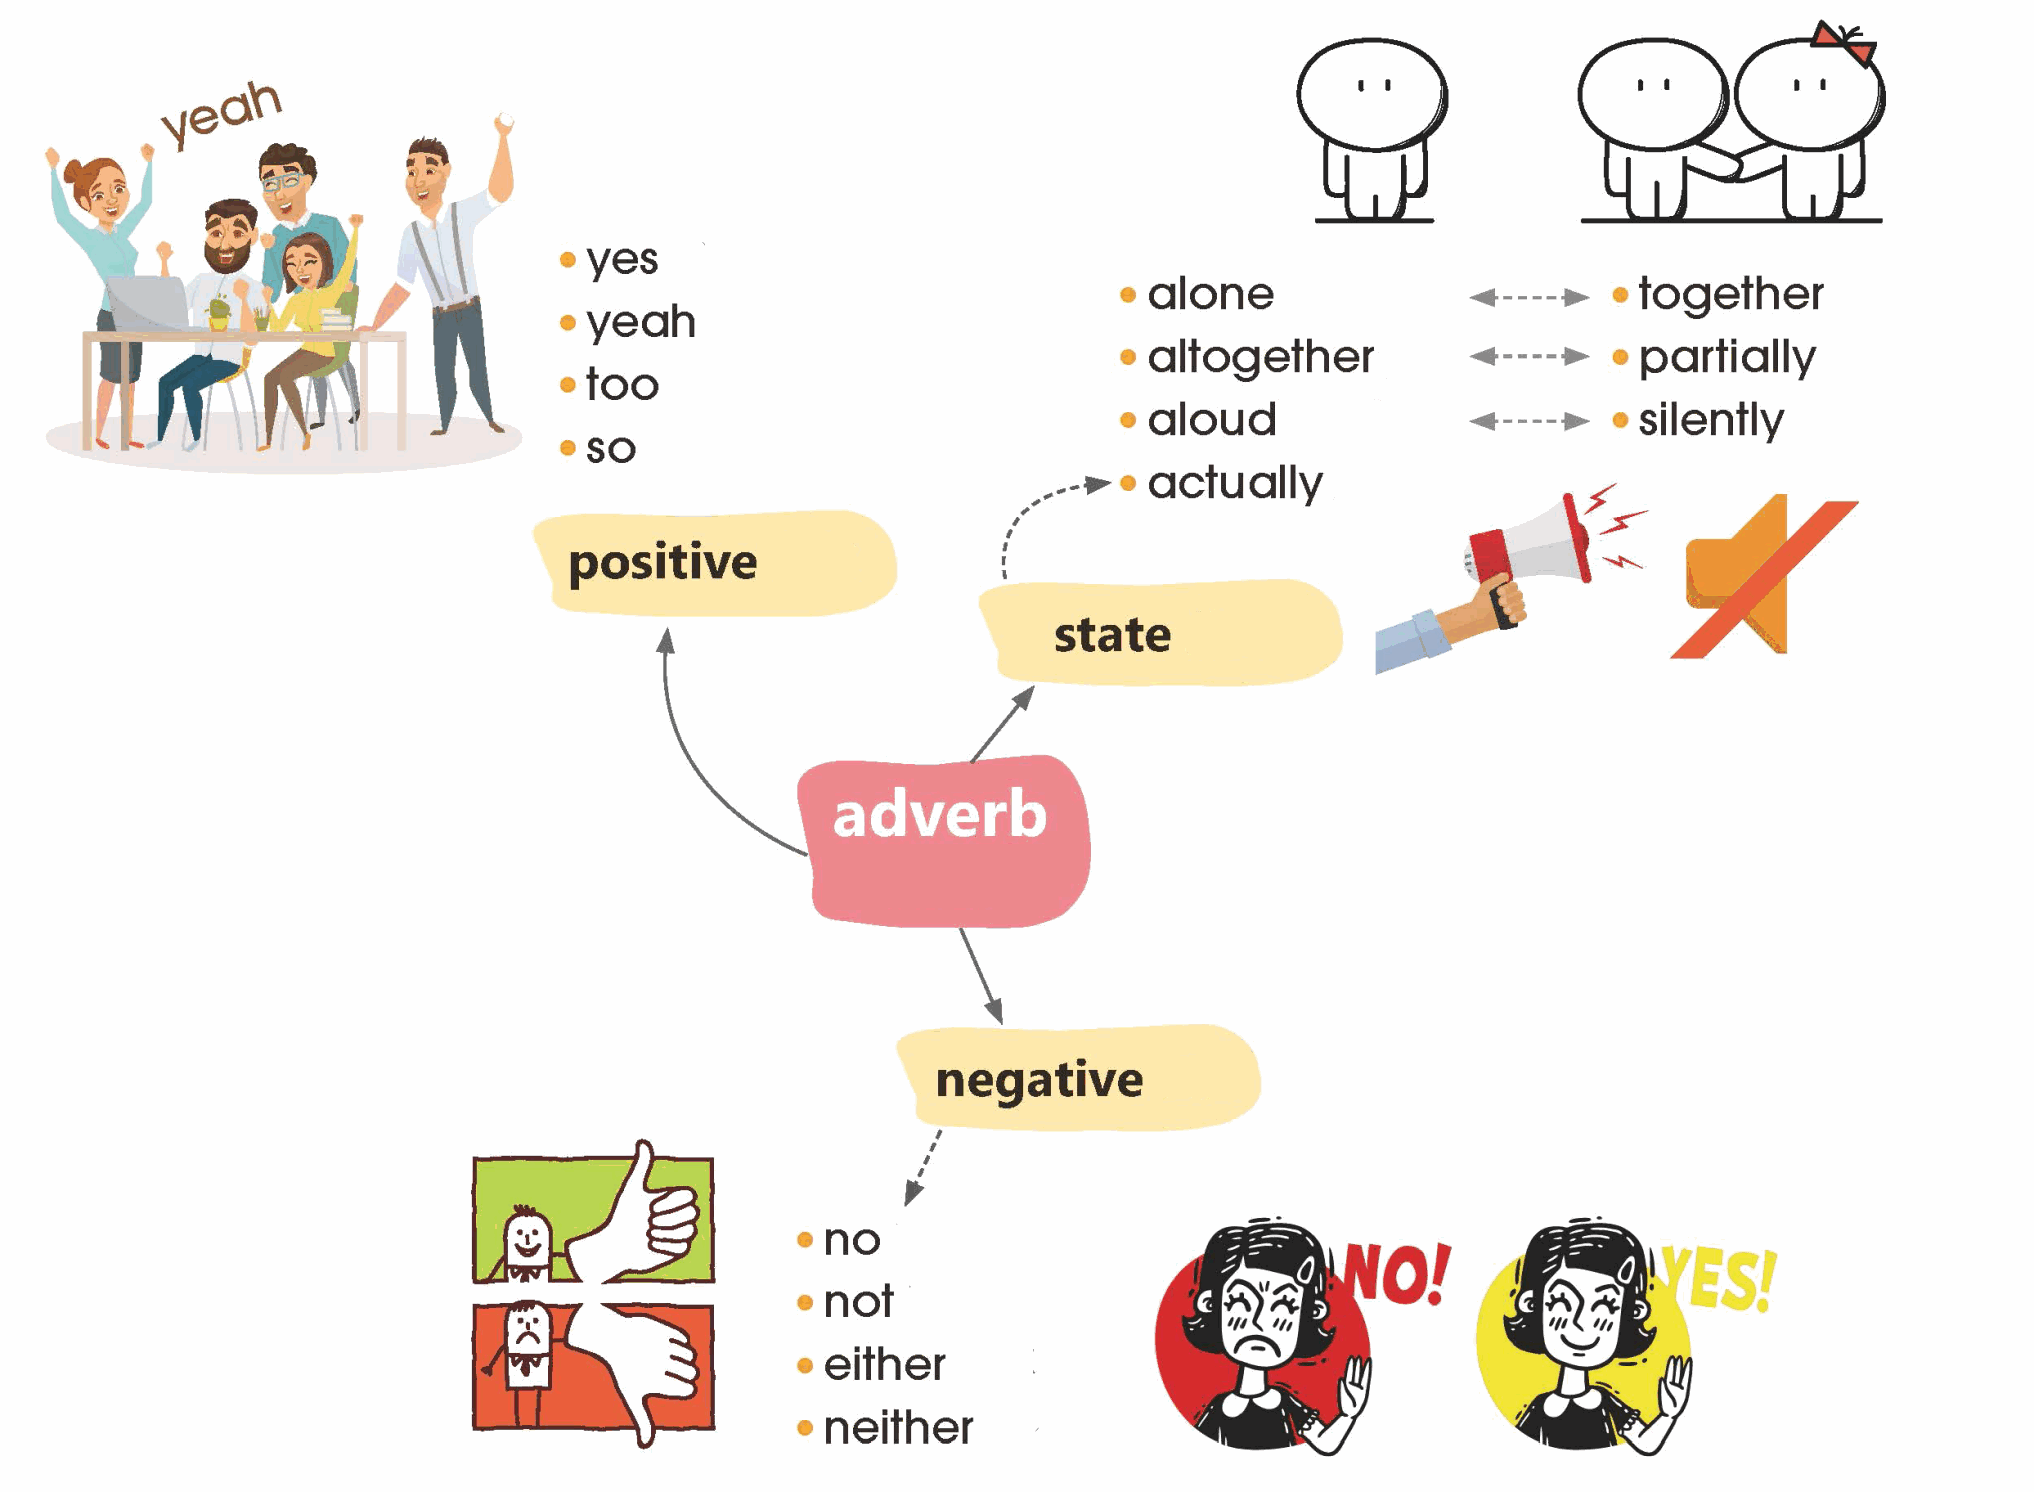 yeah
yes
yeah
too
so
alone
together
altogether
partially
aloud
silently
actually
positive
state
adverb
negative
no
not
either
neither
NO!
YES!